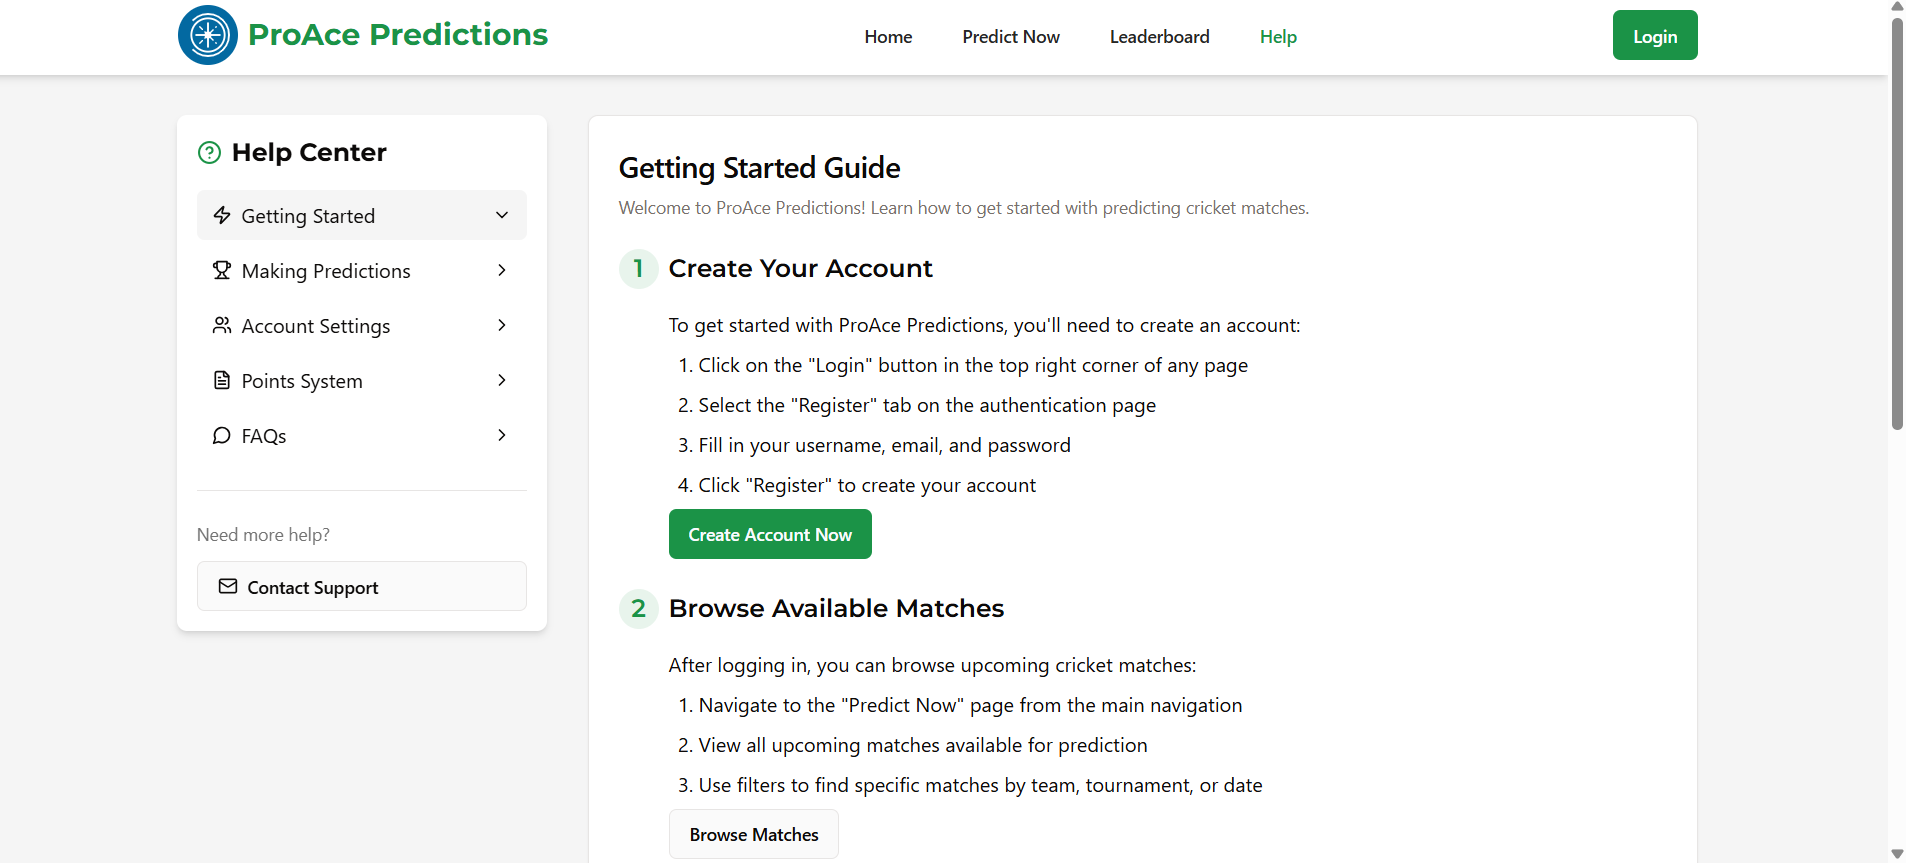 ProAce Predictions
Home
Predict Now
Leaderboard
Help
Login
Help Center
Getting Started
Making Predictions
Account Settings
Points System
FAQs
Need more help?
Contact Support
Getting Started Guide
Welcome to ProAce Predictions! Learn how to get started with predicting cricket matches.
1 Create Your Account
To get started with ProAce Predictions, you'll need to create an account:
1. Click on the "Login" button in the top right corner of any page
2. Select the "Register" tab on the authentication page
3. Fill in your username, email, and password
4. Click "Register" to create your account
Create Account Now
2 Browse Available Matches
After logging in, you can browse upcoming cricket matches:
1. Navigate to the "Predict Now" page from the main navigation
2. View all upcoming matches available for prediction
3. Use filters to find specific matches by team, tournament, or date
Browse Matches